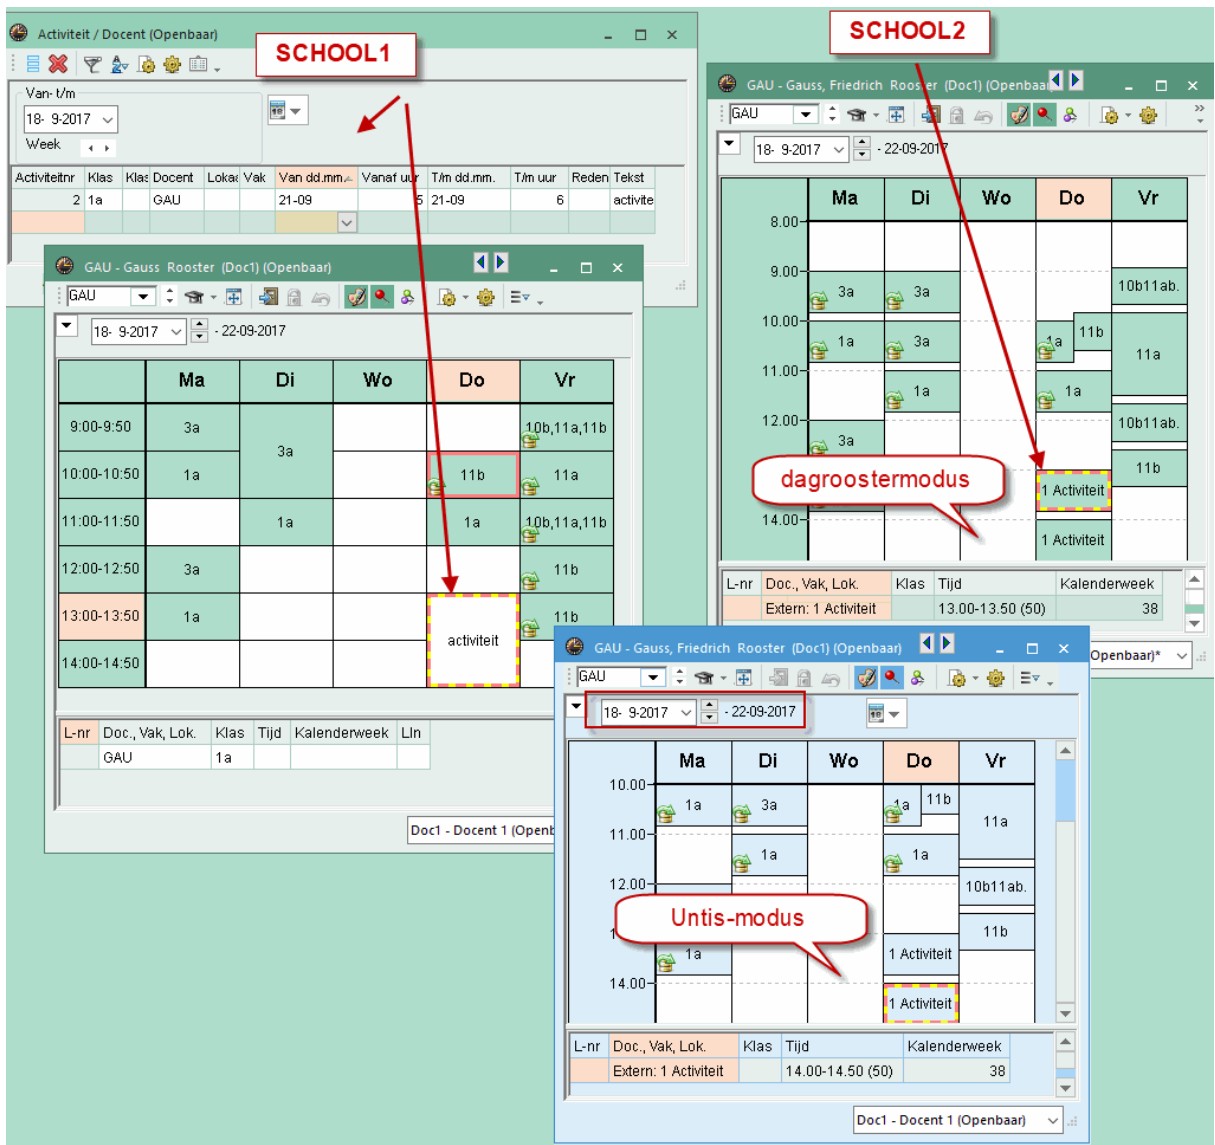 Activiteit / Docent (Openbaar)
SCHOOL1
Van- t/m
18- 9-2017
Week
Activiteitnr Klas Klas Docent Lokaa Vak Van dd.mm. Vanaf uur T/m dd.mm. T/m uur Reden Tekst
2 1a GAU 21-09 5 21-09 6 activite
SCHOOL2
GAU - Gauss, Friedrich Rooster (Doc1) (Openbaar)
GAU
18- 9-2017 - 22-09-2017
Ma Di Wo Do Vr
8.00
9.00
3a 3a 10b11ab.
10.00
1a 3a 1a 11b 11a
11.00
1a 1a
12.00
3a 10b11ab.
11b
dagroostermodus
1 Activiteit
14.00
1 Activiteit
L-nr Doc., Vak, Lok. Klas Tijd Kalenderweek
Extern: 1 Activiteit 13.00-13.50 (50) 38
Openbaar)*
GAU - Gauss Rooster (Doc1) (Openbaar)
GAU
18- 9-2017 - 22-09-2017
Ma Di Wo Do Vr
9:00-9:50 3a 3a 10b,11a,11b
10:00-10:50 1a 11b 11a
11:00-11:50 1a 1a 10b,11a,11b
12:00-12:50 3a 11b
13:00-13:50 1a activiteit 11b
14:00-14:50
L-nr Doc., Vak, Lok. Klas Tijd Kalenderweek Lln
GAU 1a
Doc1 - Docent 1 (Openb
GAU - Gauss, Friedrich Rooster (Doc1) (Openbaar)
GAU
18- 9-2017 - 22-09-2017
Ma Di Wo Do Vr
10.00
1a 3a 1a 11b 11a
11.00
1a 1a
12.00
10b11ab.
Untis-modus
1
11b
1a 1 Activiteit
14.00
1 Activiteit
L-nr Doc., Vak, Lok. Klas Tijd Kalenderweek
Extern: 1 Activiteit 14.00-14.50 (50) 38
Doc1 - Docent 1 (Openbaar)